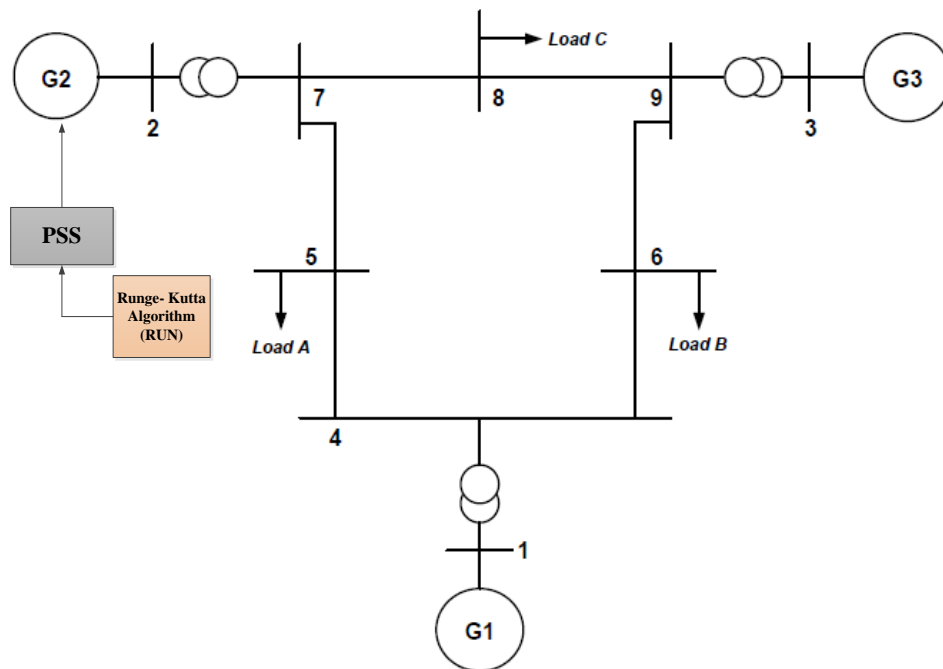 Load C
G2
G3
7
8
9
2
3
PSS
5
6
Runge- Kutta
Algorithm
(RUN)
Load A
Load B
4
1
G1